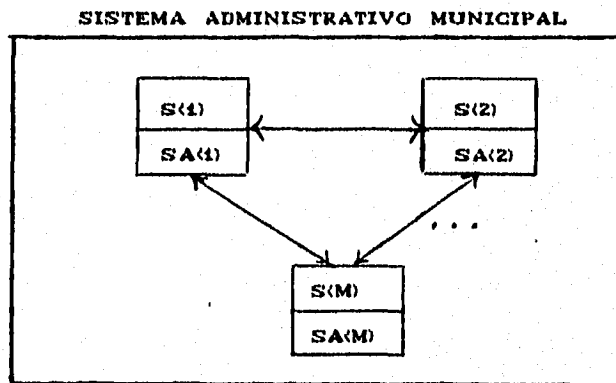 SISTEMA ADMINISTRATIVO MUNICIPAL
S(1)
SA(1)
S(2)
SA(2)
...
S(M)
SA(M)